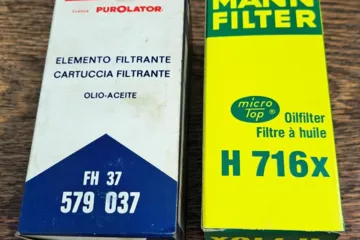 Licenza PUROLATOR
ELEMENTO FILTRANTE
CARTUCCIA FILTRANTE
OLIO-ACEITE
FH 37
579 037
MANN
FILTER
micro
Top ®
Oilfilter
Filtre à huile
H 716x